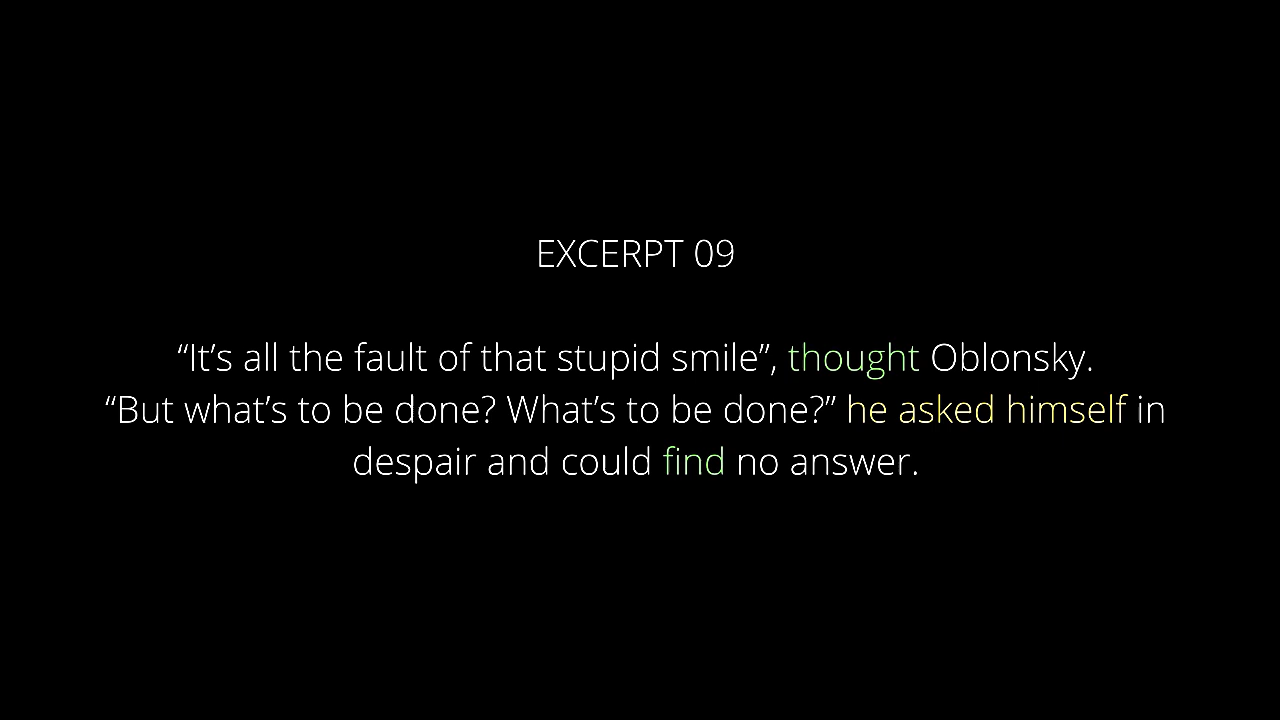 EXCERPT 09
“It’s all the fault of that stupid smile”, thought Oblonsky.
“But what’s to be done? What’s to be done?” he asked himself in
despair and could find no answer.